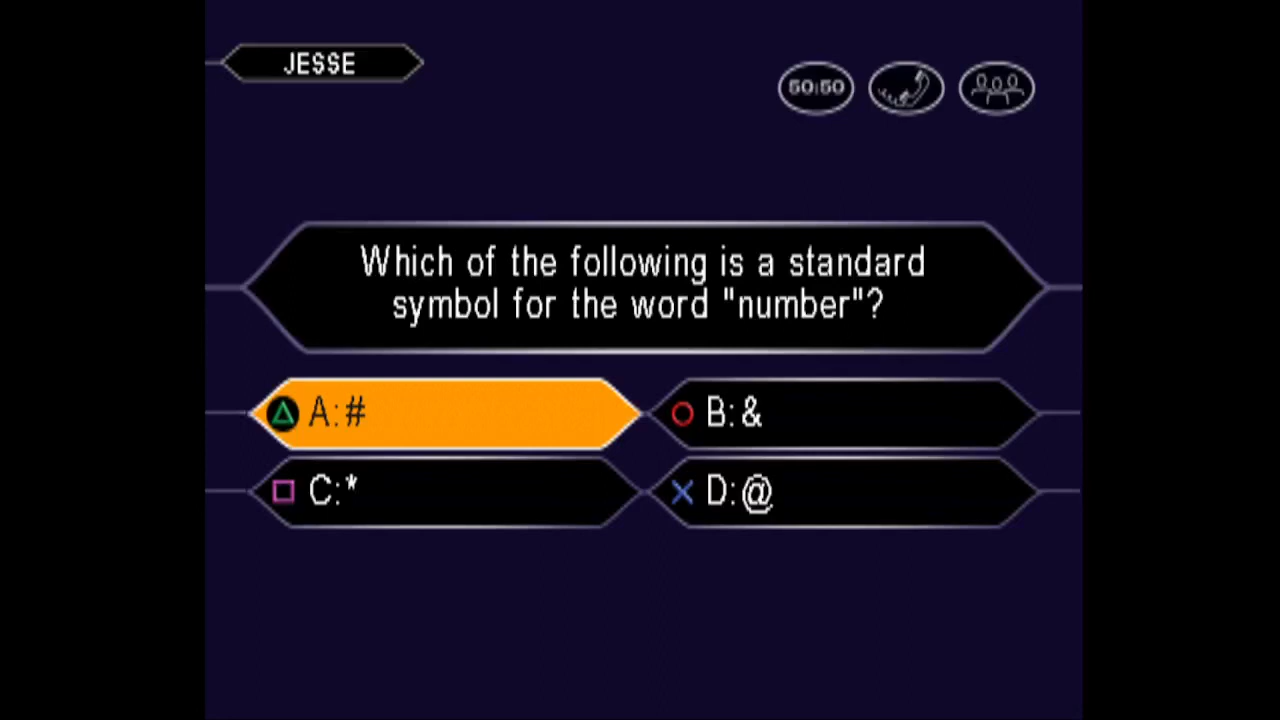 JESSE
50:50
Which of the following is a standard
symbol for the word "number"?
A:#
B:&
C:*
D:@